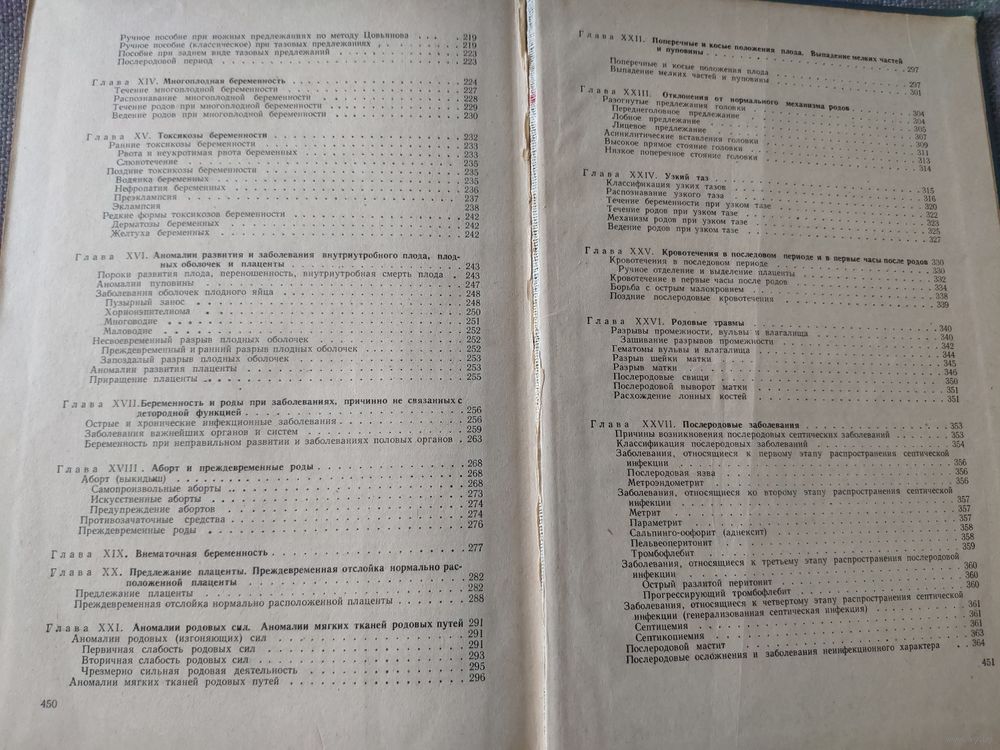 Ручное пособие при ножных предлежаниях по методу Цовьянова . . . . 219
Ручное пособие (классическое) при тазовых предлежаниях . . . . . 219
Пособие при заднем виде тазовых предлежаний . . . . . 223
Послеродовой период . . . . . 223
Глава XIV. Многоплодная беременность . . . . . 224
Течение многоплодной беременности . . . . . 227
Распознавание многоплодной беременности . . . . . 228
Течение родов при многоплодной беременности . . . . . 229
Ведение родов при многоплодной беременности . . . . . 230
Глава XV. Токсикозы беременности . . . . . 232
Ранние токсикозы беременности . . . . . 233
Рвота и неукротимая рвота беременных . . . . . 233
Слюнотечение . . . . . 235
Поздние токсикозы беременности . . . . . 235
Водянка беременных . . . . . 235
Нефропатия беременных . . . . . 236
Преэклампсия . . . . . 237
Эклампсия . . . . . 238
Редкие формы токсикозов беременности . . . . . 242
Дерматозы беременных . . . . . 242
Желтуха беременных . . . . . 242
Глава XVI. Аномалии развития и заболевания внутриутробного плода, плод-
ных оболочек и плаценты . . . . . 243
Пороки развития плода, переношенность, внутриутробная смерть плода . . 243
Аномалии пуповины . . . . . 247
Заболевания оболочек плодного яйца . . . . . 248
Пузырный занос . . . . . 248
Хорионэпителиома . . . . . 250
Многоводие . . . . . 251
Маловодие . . . . . 252
Несвоевременный разрыв плодных оболочек . . . . . 252
Преждевременный и ранний разрыв плодных оболочек . . . . . 252
Запоздалый разрыв плодных оболочек . . . . . 253
Аномалии развития плаценты . . . . . 253
Приращение плаценты . . . . . 255
Глава XVII. Беременность и роды при заболеваниях, причинно не связанных с
детородной функцией . . . . . 256
Острые и хронические инфекционные заболевания . . . . . 256
Заболевания важнейших органов и систем . . . . . 259
Беременность при неправильном развитии и заболеваниях половых органов . 263
Глава XVIII. Аборт и преждевременные роды . . . . . 268
Аборт (выкидыш) . . . . . 268
Самопроизвольные аборты . . . . . 268
Искусственные аборты . . . . . 273
Предупреждение абортов . . . . . 274
Противозачаточные средства . . . . . 274
Преждевременные роды . . . . . 276
Глава XIX. Внематочная беременность . . . . . 277
Глава XX. Предлежание плаценты. Преждевременная отслойка нормально рас-
положенной плаценты . . . . . 282
Предлежание плаценты . . . . . 282
Преждевременная отслойка нормально расположенной плаценты . . . . . 288
Глава XXI. Аномалии родовых сил. Аномалии мягких тканей родовых путей 291
Аномалии родовых (изгоняющих) сил . . . . . 291
Первичная слабость родовых сил . . . . . 291
Вторичная слабость родовых сил . . . . . 293
Чрезмерно сильная родовая деятельность . . . . . 295
Аномалии мягких тканей родовых путей . . . . . 296
450
Глава XXII. Поперечные и косые положения плода. Выпадение мелких частей
и пуповины . . . . . 297
Поперечные и косые положения плода . . . . . 297
Выпадение мелких частей и пуповины . . . . . 301
Глава XXIII. Отклонения от нормального механизма родов . . . . . 304
Разогнутые предлежания головки . . . . . 304
Переднеголовное предлежание . . . . . 305
Лобное предлежание . . . . . 307
Лицевое предлежание . . . . . 309
Асинклитические вставления головки . . . . . 311
Высокое прямое стояние головки . . . . . 313
Низкое поперечное стояние головки . . . . . 314
Глава XXIV. Узкий таз . . . . . 315
Классификация узких тазов . . . . . 316
Распознавание узкого таза . . . . . 320
Течение беременности при узком тазе . . . . . 322
Течение родов при узком тазе . . . . . 323
Механизм родов при узком тазе . . . . . 325
Ведение родов при узком тазе . . . . . 327
Глава XXV. Кровотечения в последовом периоде и в первые часы после родов 330
Кровотечения в последовом периоде . . . . . 330
Ручное отделение и выделение плаценты . . . . . 332
Кровотечение в первые часы после родов . . . . . 334
Борьба с острым малокровием . . . . . 338
Поздние послеродовые кровотечения . . . . . 339
Глава XXVI. Родовые травмы . . . . . 340
Разрывы промежности, вульвы и влагалища . . . . . 340
Зашивание разрывов промежности . . . . . 342
Гематомы вульвы и влагалища . . . . . 344
Разрыв шейки матки . . . . . 345
Разрыв матки . . . . . 346
Послеродовые свищи . . . . . 350
Послеродовой выворот матки . . . . . 351
Расхождение лонных костей . . . . . 351
Глава XXVII. Послеродовые заболевания . . . . . 353
Причины возникновения послеродовых септических заболеваний . . . . . 353
Классификация послеродовых заболеваний . . . . . 354
Заболевания, относящиеся к первому этапу распространения септической
инфекции . . . . . 356
Послеродовая язва . . . . . 356
Метроэндометрит . . . . . 356
Заболевания, относящиеся ко второму этапу распространения септической
инфекции . . . . . 357
Метрит . . . . . 357
Параметрит . . . . . 357
Сальпинго-оофорит (аднексит) . . . . . 358
Пельвеоперитонит . . . . . 358
Тромбофлебит . . . . . 359
Заболевания, относящиеся к третьему этапу распространения послеродовой
инфекции . . . . . 360
Острый разлитой перитонит . . . . . 360
Прогрессирующий тромбофлебит . . . . . 360
Заболевания, относящиеся к четвертому этапу распространения септической
инфекции (генерализованная септическая инфекция) . . . . . 361
Септицемия . . . . . 361
Септикопиемия . . . . . 361
Послеродовой мастит . . . . . 363
Послеродовые осложнения и заболевания неинфекционного характера . . 364
451